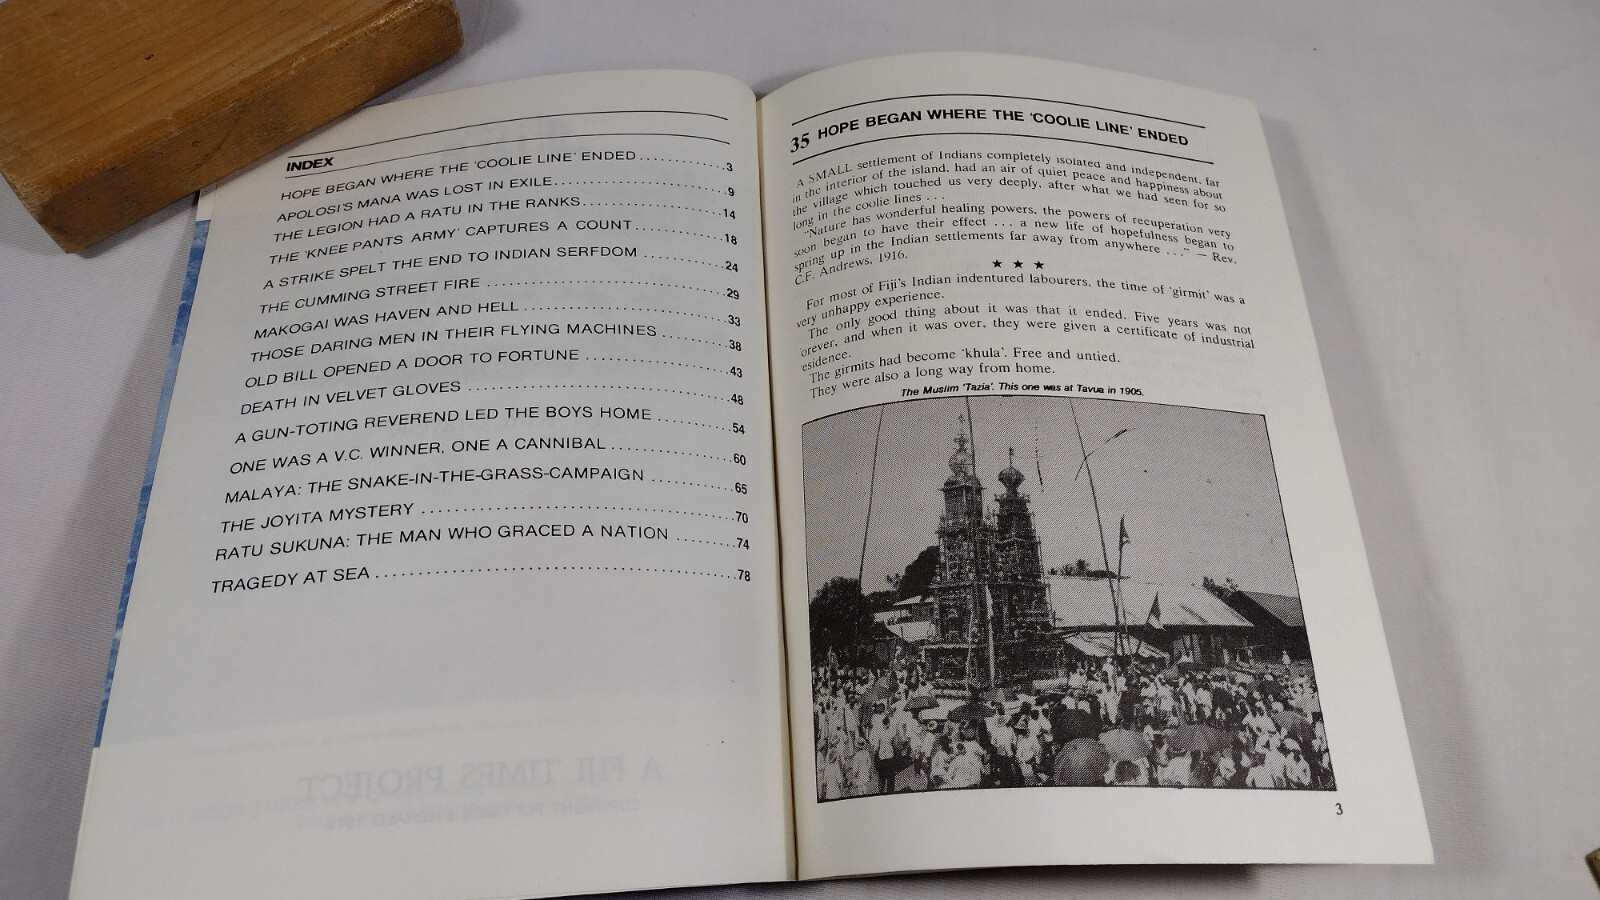 INDEX
HOPE BEGAN WHERE THE 'COOLIE LINE' ENDED ............3
APOLOSI'S MANA WAS LOST IN EXILE........................9
THE LEGION HAD A RATU IN THE RANKS....................14
THE 'KNEE PANTS ARMY' CAPTURES A COUNT.............18
A STRIKE SPELT THE END TO INDIAN SERFDOM ............24
THE CUMMING STREET FIRE ................................29
MAKOGAI WAS HAVEN AND HELL ............................33
THOSE DARING MEN IN THEIR FLYING MACHINES ..........38
OLD BILL OPENED A DOOR TO FORTUNE ....................43
DEATH IN VELVET GLOVES ..................................48
A GUN-TOTING REVEREND LED THE BOYS HOME ...........54
ONE WAS A V.C. WINNER, ONE A CANNIBAL ................60
MALAYA: THE SNAKE-IN-THE-GRASS-CAMPAIGN ............65
THE JOYITA MYSTERY ........................................70
RATU SUKUNA: THE MAN WHO GRACED A NATION .........74
TRAGEDY AT SEA ..............................................78
A FIJI TIMES PROJECT
COPYRIGHT FIJI TIMES & HERALD, 1979
35 HOPE BEGAN WHERE THE 'COOLIE LINE' ENDED
A SMALL settlement of Indians completely isolated and independent, far
in the interior of the island, had an air of quiet peace and happiness about
the village which touched us very deeply, after what we had seen for so
long in the coolie lines . . .
"Nature has wonderful healing powers, the powers of recuperation very
soon began to have their effect . . . a new life of hopefulness began to
spring up in the Indian settlements far away from anywhere . . ." — Rev.
C.F. Andrews, 1916.
★ ★ ★
For most of Fiji's Indian indentured labourers, the time of 'girmit' was a
very unhappy experience.
The only good thing about it was that it ended. Five years was not
orever, and when it was over, they were given a certificate of industrial
esidence.
The girmits had become 'khula'. Free and untied.
They were also a long way from home.
The Muslim 'Tazia'. This one was at Tavua in 1905.
3